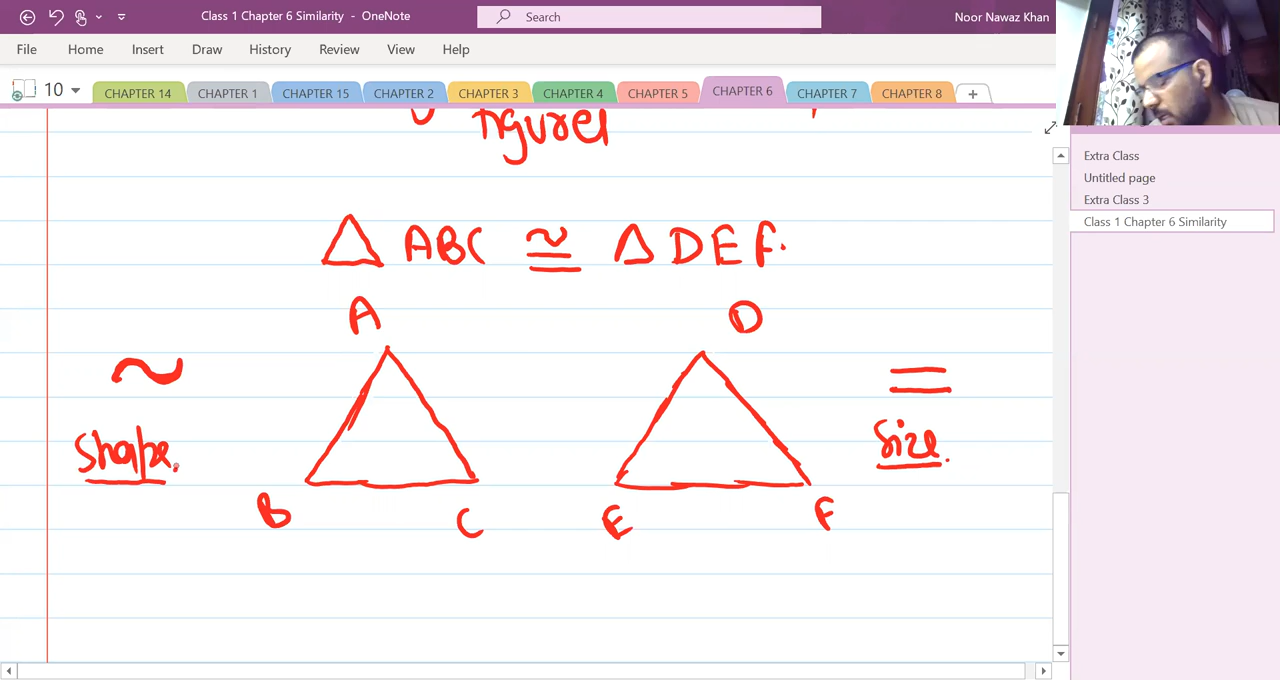 Class 1 Chapter 6 Similarity - OneNote
Search
Noor Nawaz Khan
File Home Insert Draw History Review View Help
10 CHAPTER 14 CHAPTER 1 CHAPTER 15 CHAPTER 2 CHAPTER 3 CHAPTER 4 CHAPTER 5 CHAPTER 6 CHAPTER 7 CHAPTER 8 +
Extra Class
Untitled page
Extra Class 3
Class 1 Chapter 6 Similarity
figures
△ ABC ≅ △ DEF.
A D
~ =
shape. size.
B C E F